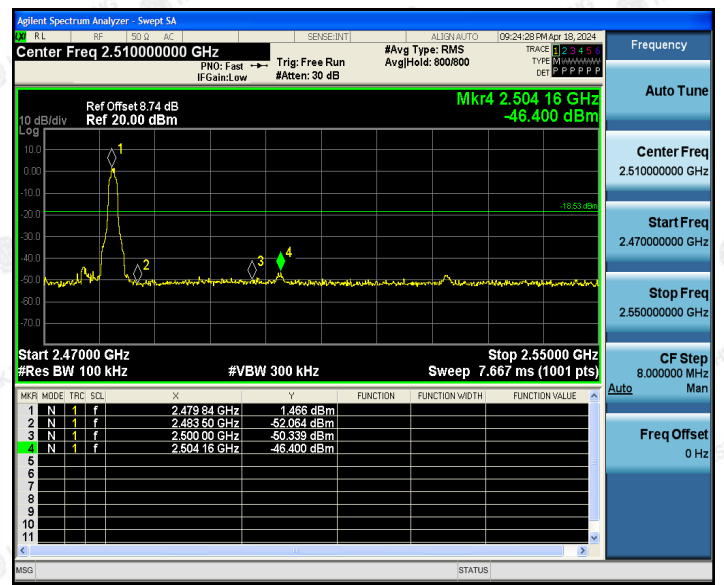 Agilent Spectrum Analyzer - Swept SA
LXI RL RF 50 Ω AC SENSE:INT ALIGN AUTO 09:24:28 PM Apr 18, 2024
Center Freq 2.510000000 GHz
PNO: Fast
IFGain:Low
Trig: Free Run
#Atten: 30 dB
#Avg Type: RMS
Avg|Hold: 800/800
TRACE 1 2 3 4 5 6
TYPE M
DET P P P P P P
Mkr4 2.504 16 GHz
-46.400 dBm
Ref Offset 8.74 dB
10 dB/div Ref 20.00 dBm
Log
10.0
0.00
-10.0
-20.0
-30.0
-40.0
-50.0
-60.0
-70.0
-18.53 dBm
1
2
3
4
Start 2.47000 GHz Stop 2.55000 GHz
#Res BW 100 kHz #VBW 300 kHz Sweep 7.667 ms (1001 pts)
MKR MODE TRC SCL X Y FUNCTION FUNCTION WIDTH FUNCTION VALUE
1 N 1 f 2.479 84 GHz 1.466 dBm
2 N 1 f 2.483 50 GHz -52.064 dBm
3 N 1 f 2.500 00 GHz -50.339 dBm
4 N 1 f 2.504 16 GHz -46.400 dBm
5
6
7
8
9
10
11
MSG STATUS
Frequency
Auto Tune
Center Freq
2.510000000 GHz
Start Freq
2.470000000 GHz
Stop Freq
2.550000000 GHz
CF Step
8.000000 MHz
Auto Man
Freq Offset
0 Hz